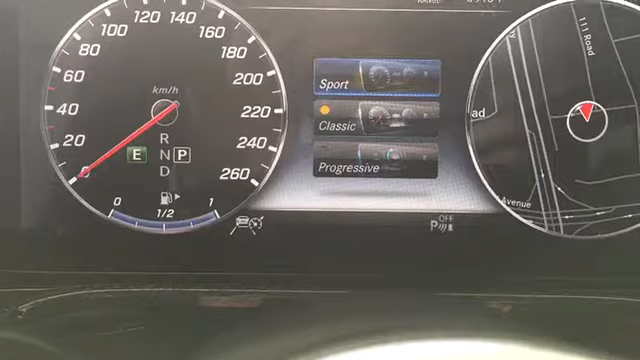 120 140
100 160
80 180
60 200
40 220
20 240
260
km/h
R
N
D
E
P
0 1/2 1
Sport
Classic
Progressive
OFF
P
111 Road
ad
Avenue